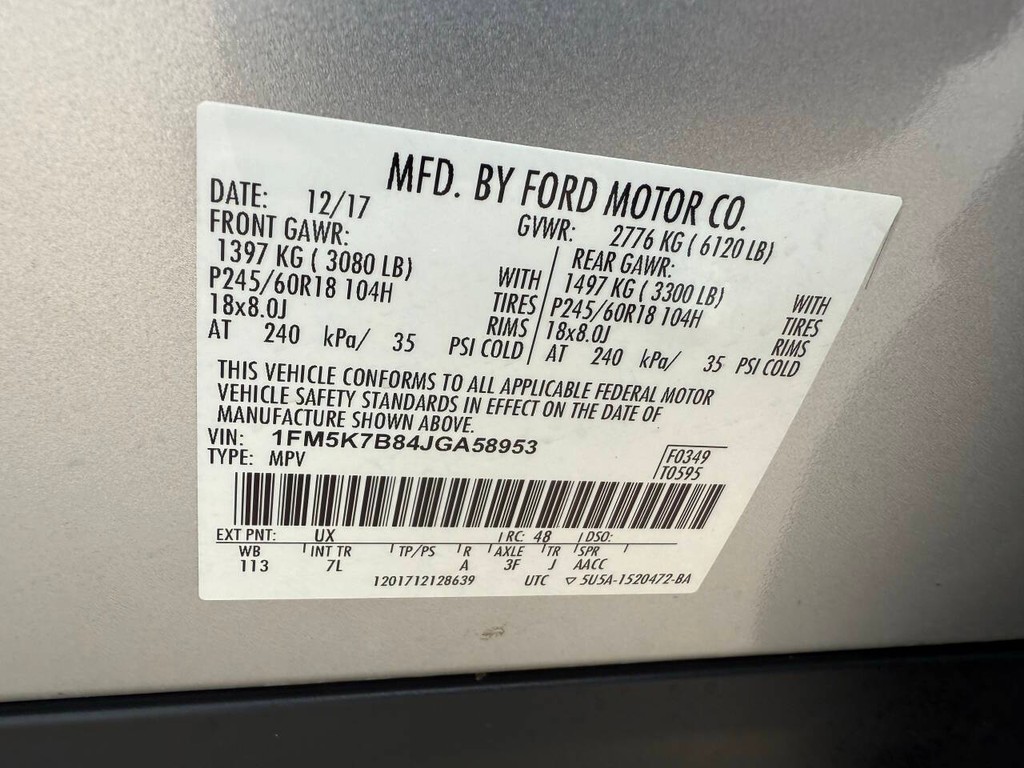 MFD. BY FORD MOTOR CO.
DATE: 12/17 GVWR: 2776 KG ( 6120 LB)
FRONT GAWR: REAR GAWR:
1397 KG ( 3080 LB) WITH 1497 KG ( 3300 LB) WITH
P245/60R18 104H TIRES P245/60R18 104H TIRES
18x8.0J RIMS 18x8.0J RIMS
AT 240 kPa/ 35 PSI COLD AT 240 kPa/ 35 PSI COLD
THIS VEHICLE CONFORMS TO ALL APPLICABLE FEDERAL MOTOR
VEHICLE SAFETY STANDARDS IN EFFECT ON THE DATE OF
MANUFACTURE SHOWN ABOVE.
VIN: 1FM5K7B84JGA58953
TYPE: MPV
F0349
T0595
EXT PNT: UX RC: 48 DSO:
WB INT TR TP/PS R AXLE TR SPR
113 7L A 3F J AACC
1201712128639 UTC ▽ 5U5A-1520472-BA